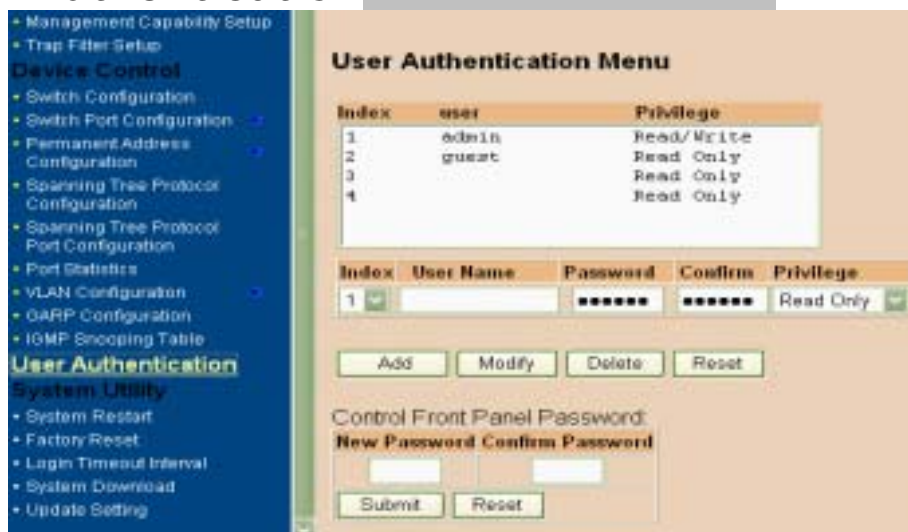 Management Capability Setup
Trap Filter Setup
Device Control
Switch Configuration
Switch Port Configuration
Permanent Address
Configuration
Spanning Tree Protocol
Configuration
Spanning Tree Protocol
Port Configuration
Port Statistics
VLAN Configuration
GARP Configuration
IGMP Snooping Table
User Authentication
System Utility
System Restart
Factory Reset
Login Timeout Interval
System Download
Update Setting
User Authentication Menu
Index user Privilege
1 admin Read/Write
2 guest Read Only
3 Read Only
4 Read Only
Index User Name Password Confirm Privilege
1 •••••• •••••• Read Only
Add Modify Delete Reset
Control Front Panel Password:
New Password Confirm Password
Submit Reset